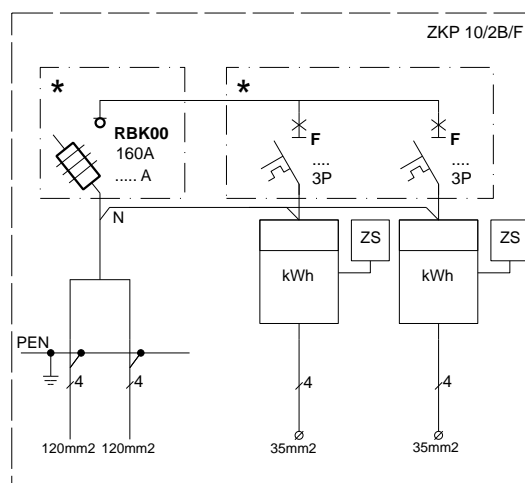 ZKP 10/2B/F
*
*
RBK00
160A
..... A
F
....
3P
F
....
3P
N
kWh
ZS
kWh
ZS
PEN
4
4
4
4
120mm2
120mm2
35mm2
35mm2